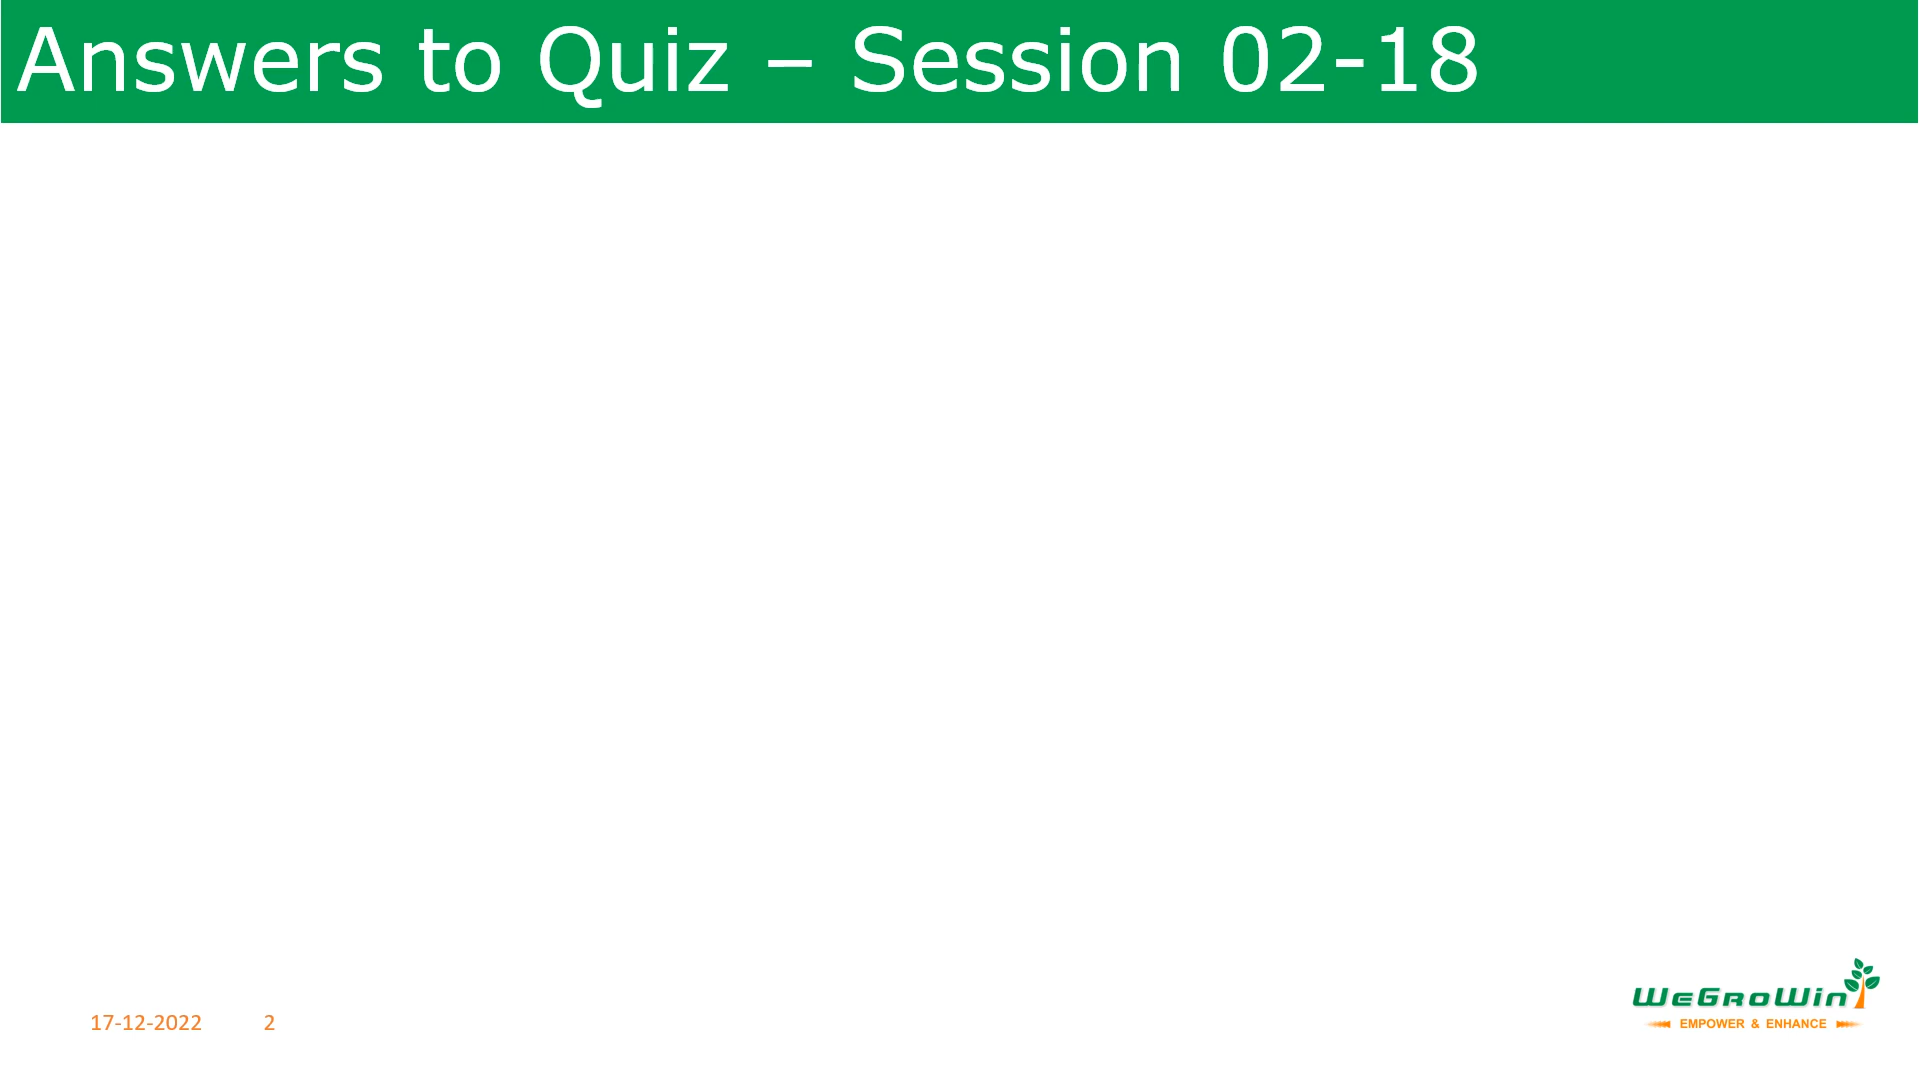 Answers to Quiz – Session 02-18
WeGroWin
EMPOWER & ENHANCE
17-12-2022 2